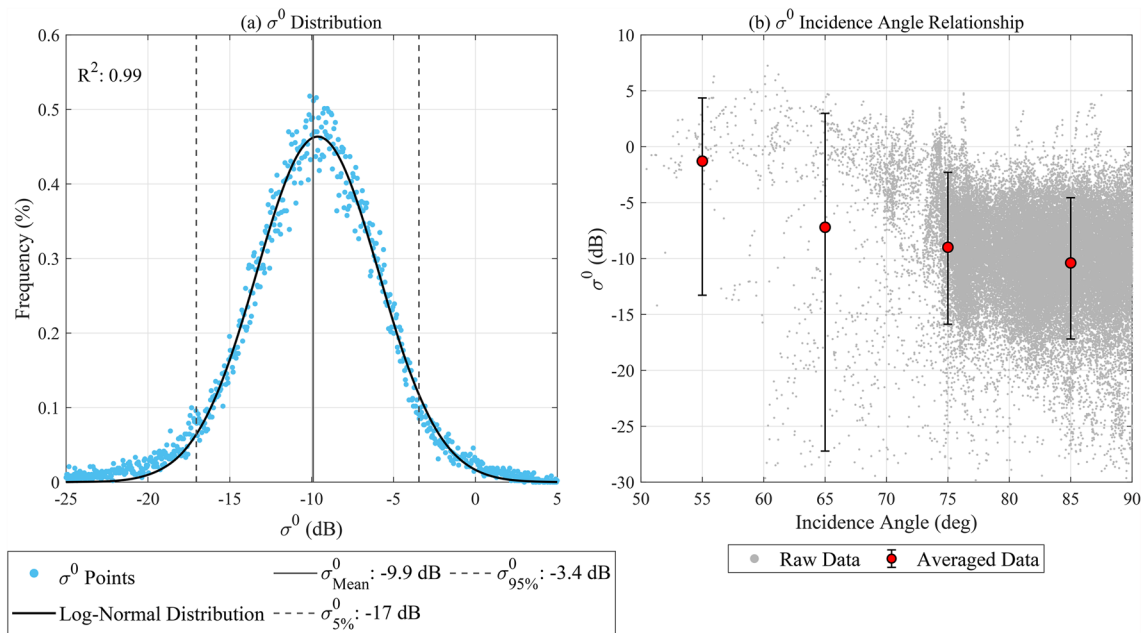 (a) σ⁰ Distribution
R²: 0.99
0.6
0.5
0.4
0.3
0.2
0.1
0
Frequency (%)
-25 -20 -15 -10 -5 0 5
σ⁰ (dB)
σ⁰ Points
Log-Normal Distribution
σ⁰Mean: -9.9 dB
σ⁰5%: -17 dB
σ⁰95%: -3.4 dB
(b) σ⁰ Incidence Angle Relationship
10
5
0
-5
-10
-15
-20
-25
-30
σ⁰ (dB)
50 55 60 65 70 75 80 85 90
Incidence Angle (deg)
Raw Data
Averaged Data